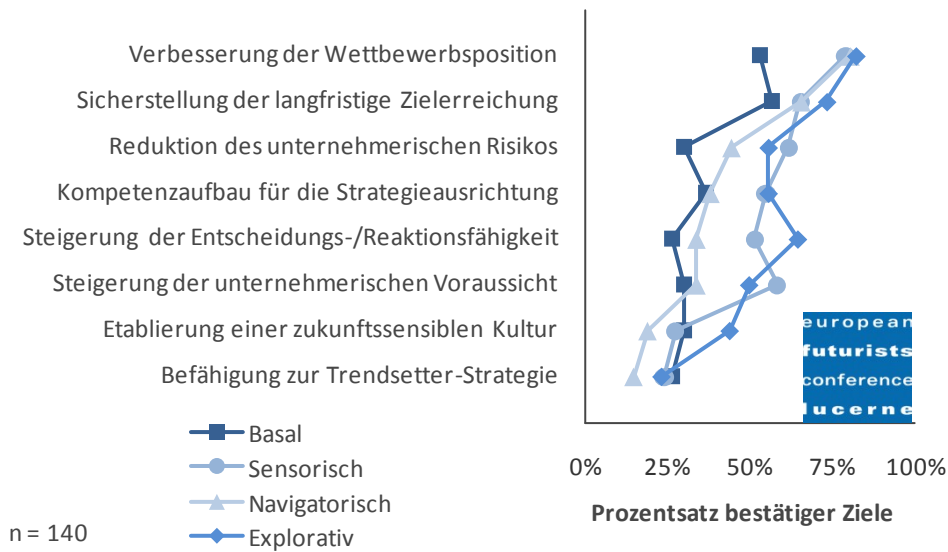 Verbesserung der Wettbewerbsposition
Sicherstellung der langfristige Zielerreichung
Reduktion des unternehmerischen Risikos
Kompetenzaufbau für die Strategieausrichtung
Steigerung der Entscheidungs-/Reaktionsfähigkeit
Steigerung der unternehmerischen Voraussicht
Etablierung einer zukunftssensiblen Kultur
Befähigung zur Trendsetter-Strategie
european
futurists
conference
lucerne
Basal
Sensorisch
Navigatorisch
Explorativ
0% 25% 50% 75% 100%
Prozentsatz bestätiger Ziele
n = 140